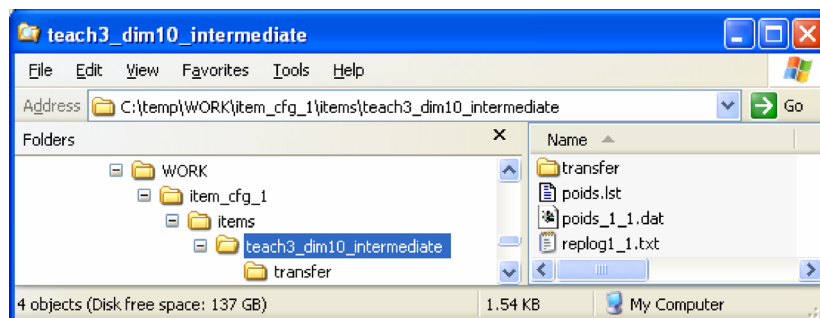 teach3_dim10_intermediate
File Edit View Favorites Tools Help
Address C:\temp\WORK\item_cfg_1\items\teach3_dim10_intermediate Go
Folders x
WORK
item_cfg_1
items
teach3_dim10_intermediate
transfer
Name
transfer
poids.lst
poids_1_1.dat
replog1_1.txt
4 objects (Disk free space: 137 GB) 1.54 KB My Computer